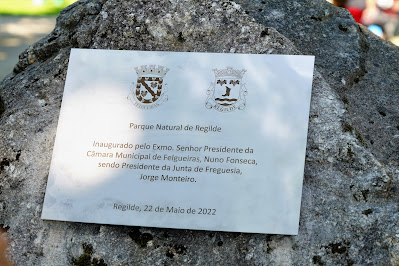 Parque Natural de Regilde
Inaugurado pelo Exmo. Senhor Presidente da
Câmara Municipal de Felgueiras, Nuno Fonseca,
sendo Presidente da Junta de Freguesia,
Jorge Monteiro.
Regilde, 22 de Maio de 2022